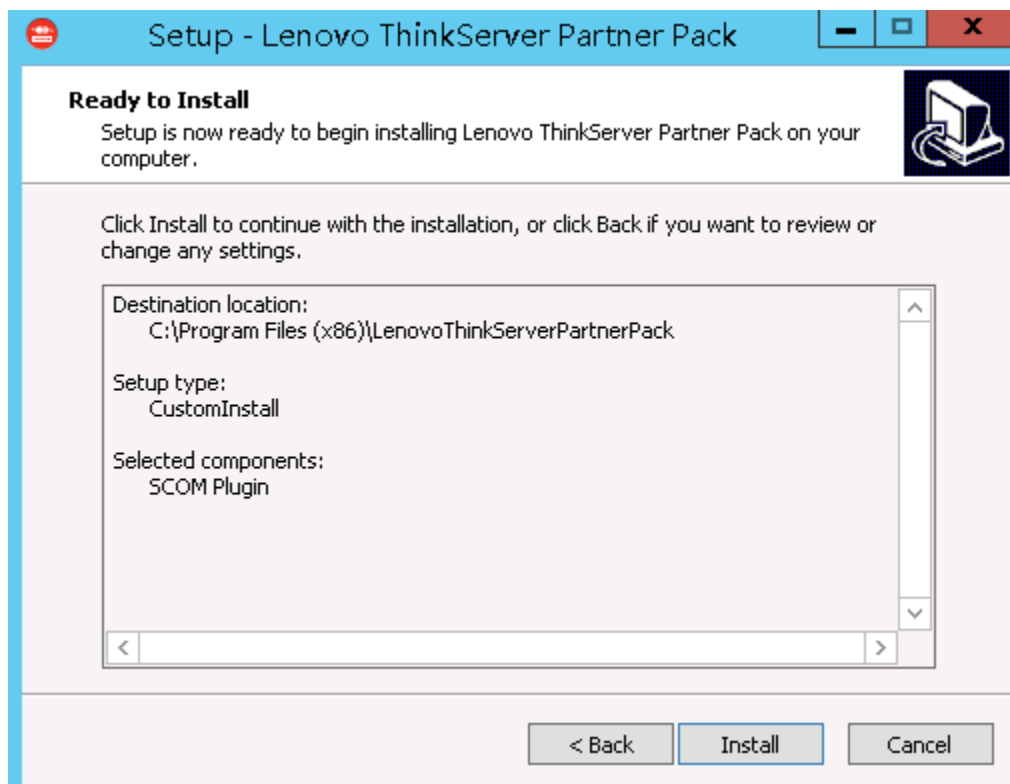 Setup - Lenovo ThinkServer Partner Pack
Ready to Install
Setup is now ready to begin installing Lenovo ThinkServer Partner Pack on your
computer.
Click Install to continue with the installation, or click Back if you want to review or
change any settings.
Destination location:
C:\Program Files (x86)\LenovoThinkServerPartnerPack
Setup type:
CustomInstall
Selected components:
SCOM Plugin
< Back Install Cancel